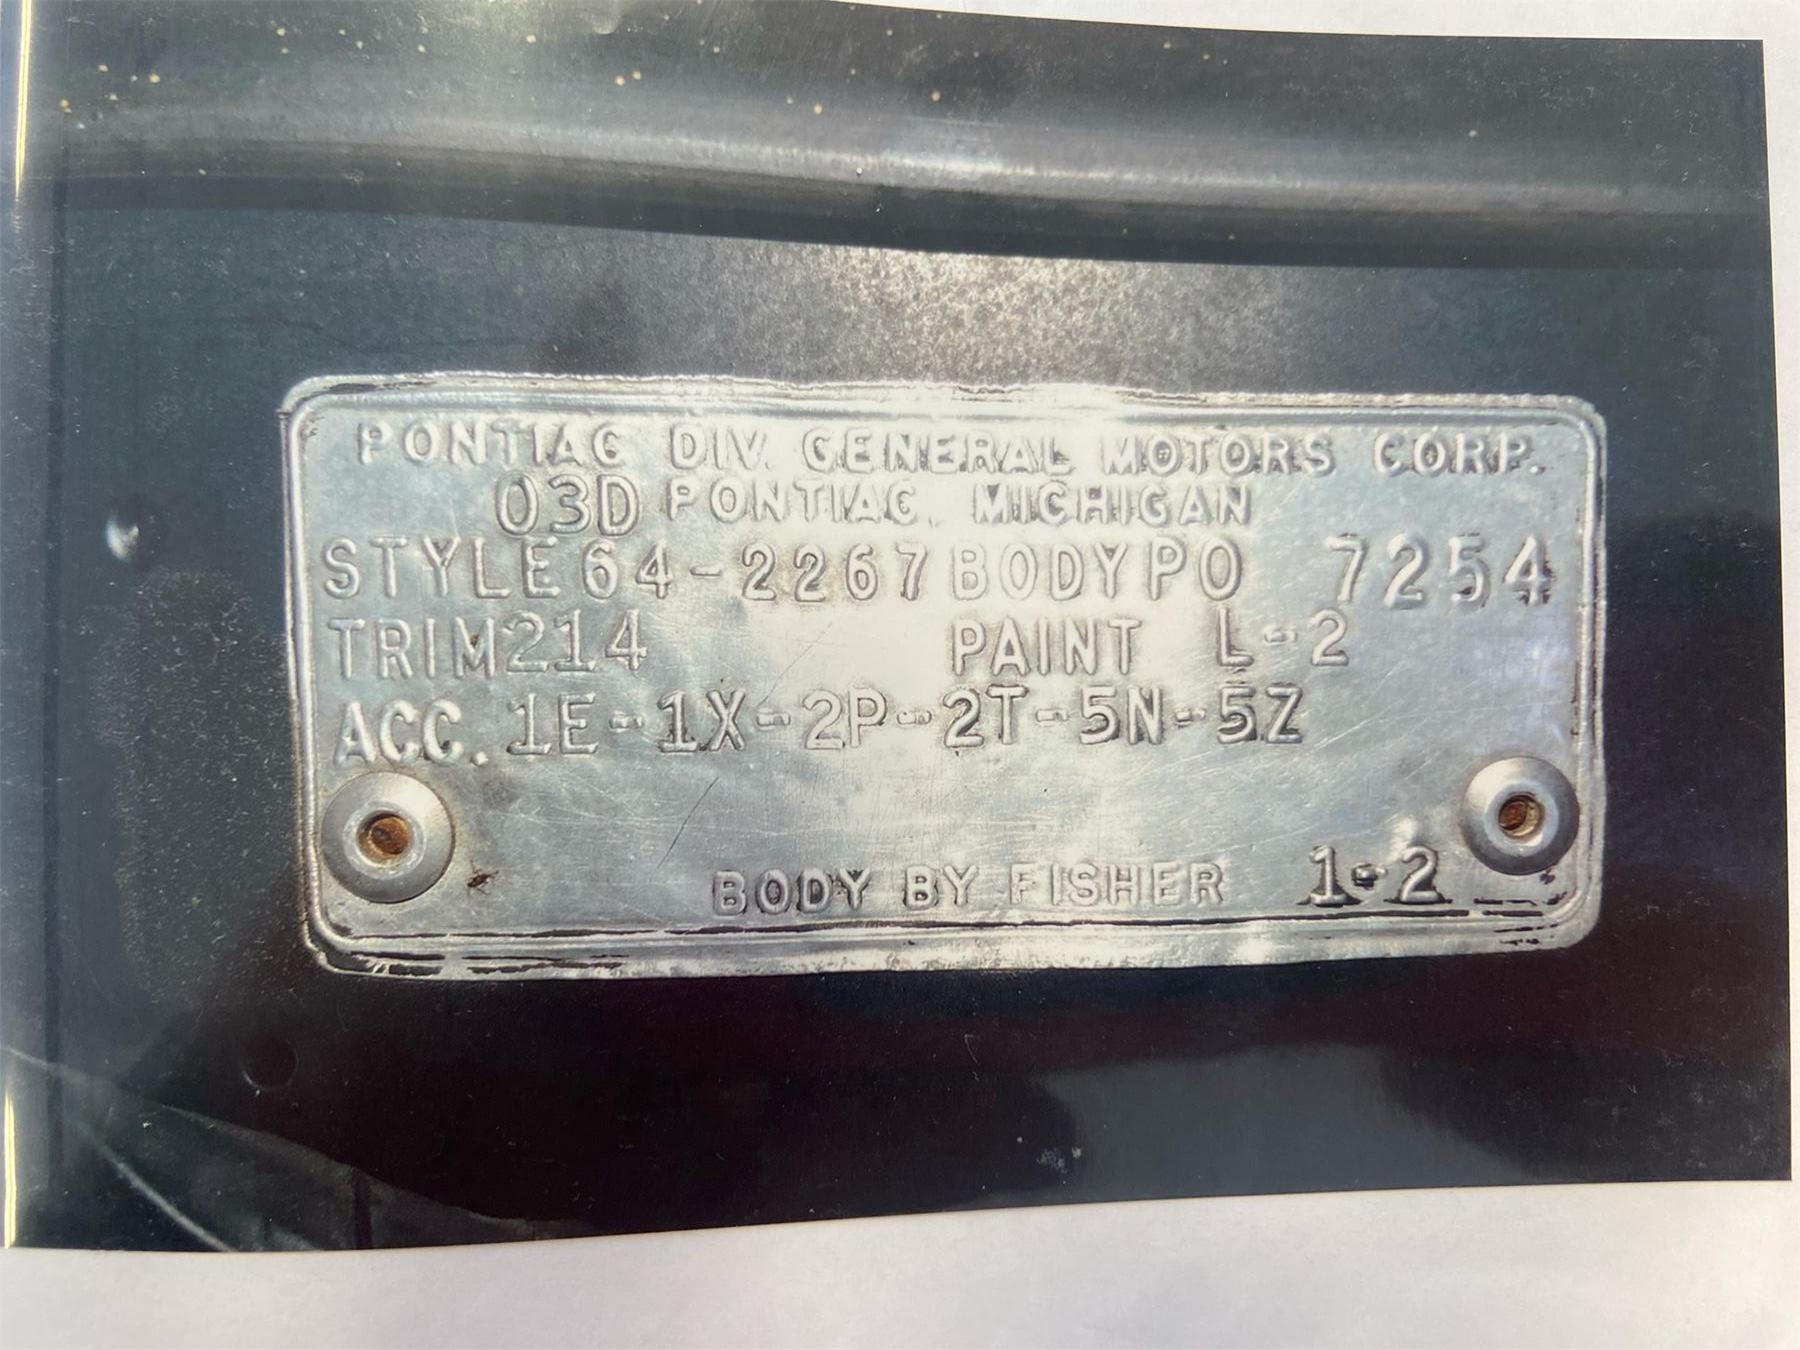 PONTIAC DIV. GENERAL MOTORS CORP.
03D PONTIAC, MICHIGAN
STYLE 64-2267 BODY PO 7254
TRIM 214 PAINT L-2
ACC. 1E-1X-2P-2T-5N-5Z
BODY BY FISHER 1-2